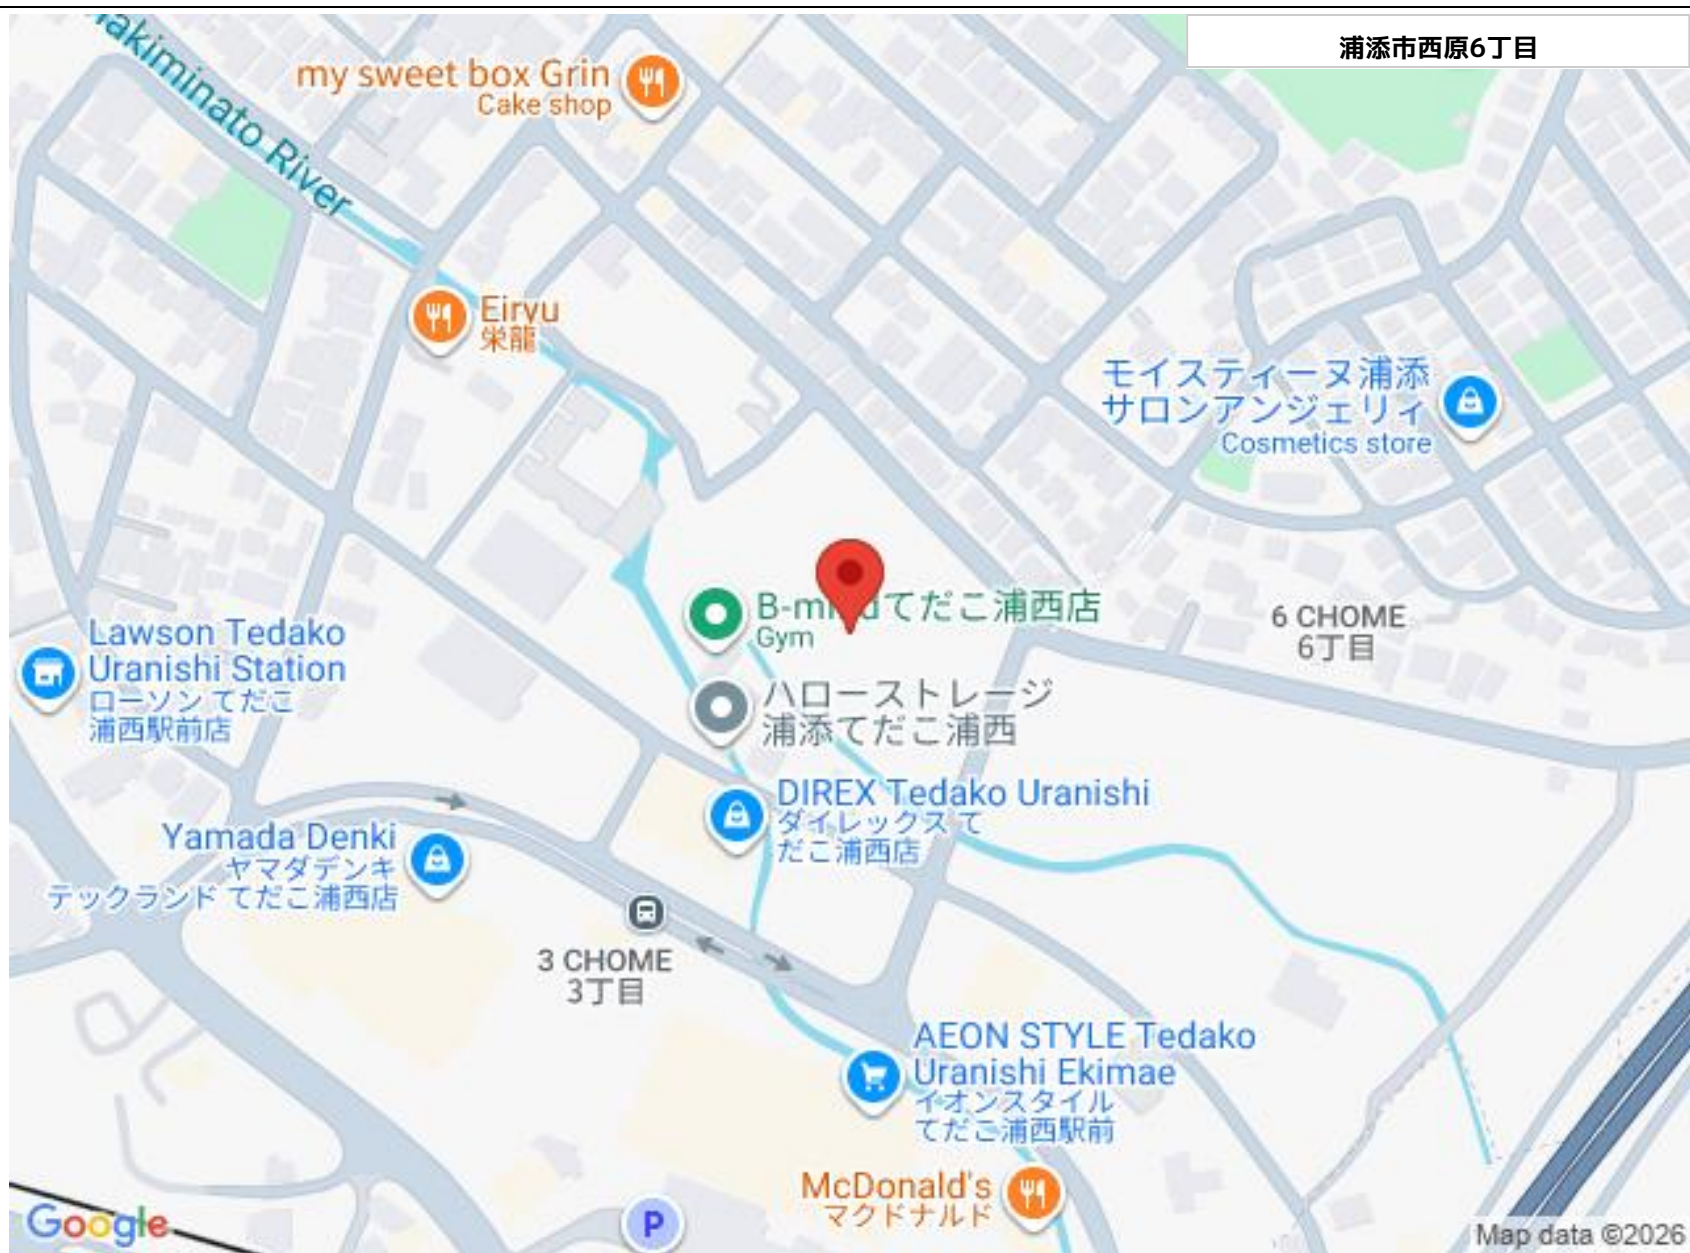 浦添市西原6丁目
akiminato River
my sweet box Grin
Cake shop
Eiryu
栄龍
モイスティーヌ浦添
サロンアンジェリィ
Cosmetics store
B-mindてだこ浦西店
Gym
6 CHOME
6丁目
Lawson Tedako
Uranishi Station
ローソン てだこ
浦西駅前店
ハローストレージ
浦添てだこ浦西
DIREX Tedako Uranishi
ダイレックス て
だこ浦西店
Yamada Denki
ヤマダデンキ
テックランド てだこ浦西店
3 CHOME
3丁目
AEON STYLE Tedako
Uranishi Ekimae
イオンスタイル
てだこ浦西駅前
McDonald's
マクドナルド
P
Google
Map data ©2026